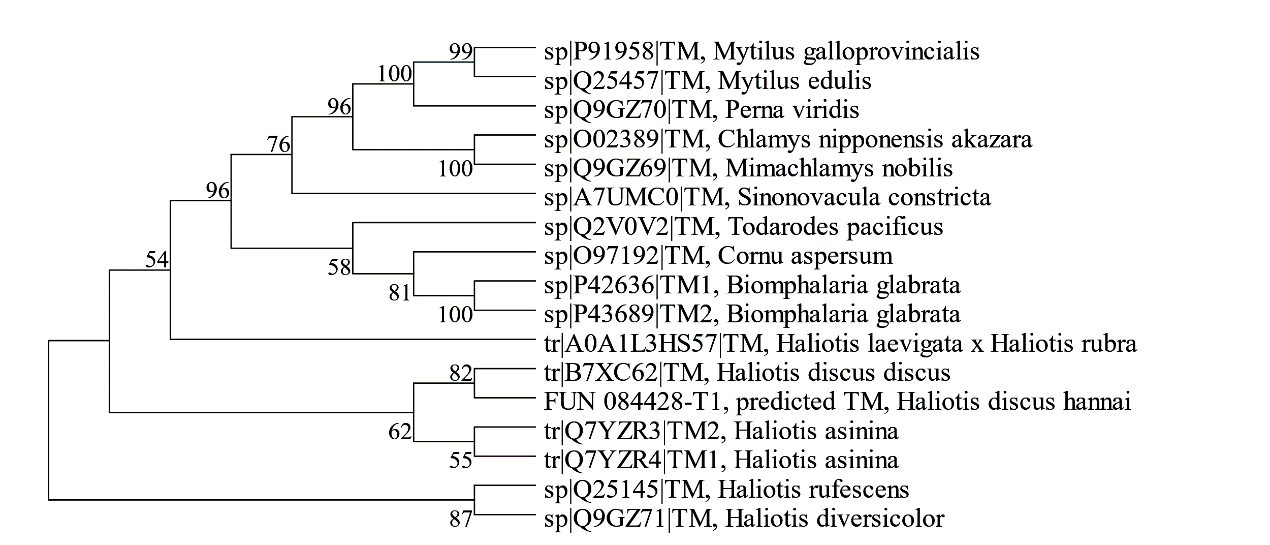 99
sp|P91958|TM, Mytilus galloprovincialis
100
sp|Q25457|TM, Mytilus edulis
96
sp|Q9GZ70|TM, Perna viridis
76
sp|O02389|TM, Chlamys nipponensis akazara
100
sp|Q9GZ69|TM, Mimachlamys nobilis
96
sp|A7UMC0|TM, Sinonovacula constricta
sp|Q2V0V2|TM, Todarodes pacificus
54
58
sp|O97192|TM, Cornu aspersum
81
sp|P42636|TM1, Biomphalaria glabrata
100
sp|P43689|TM2, Biomphalaria glabrata
tr|A0A1L3HS57|TM, Haliotis laevigata x Haliotis rubra
82
tr|B7XC62|TM, Haliotis discus discus
FUN 084428-T1, predicted TM, Haliotis discus hannai
62
tr|Q7YZR3|TM2, Haliotis asinina
55
tr|Q7YZR4|TM1, Haliotis asinina
sp|Q25145|TM, Haliotis rufescens
87
sp|Q9GZ71|TM, Haliotis diversicolor